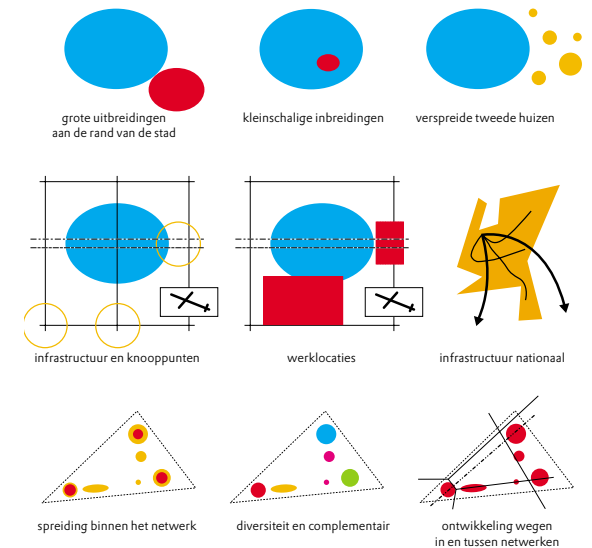 grote uitbreidingen
aan de rand van de stad
kleinschalige inbreidingen
verspreide tweede huizen
infrastructuur en knooppunten
werklocaties
infrastructuur nationaal
spreiding binnen het netwerk
diversiteit en complementair
ontwikkeling wegen
in en tussen netwerken